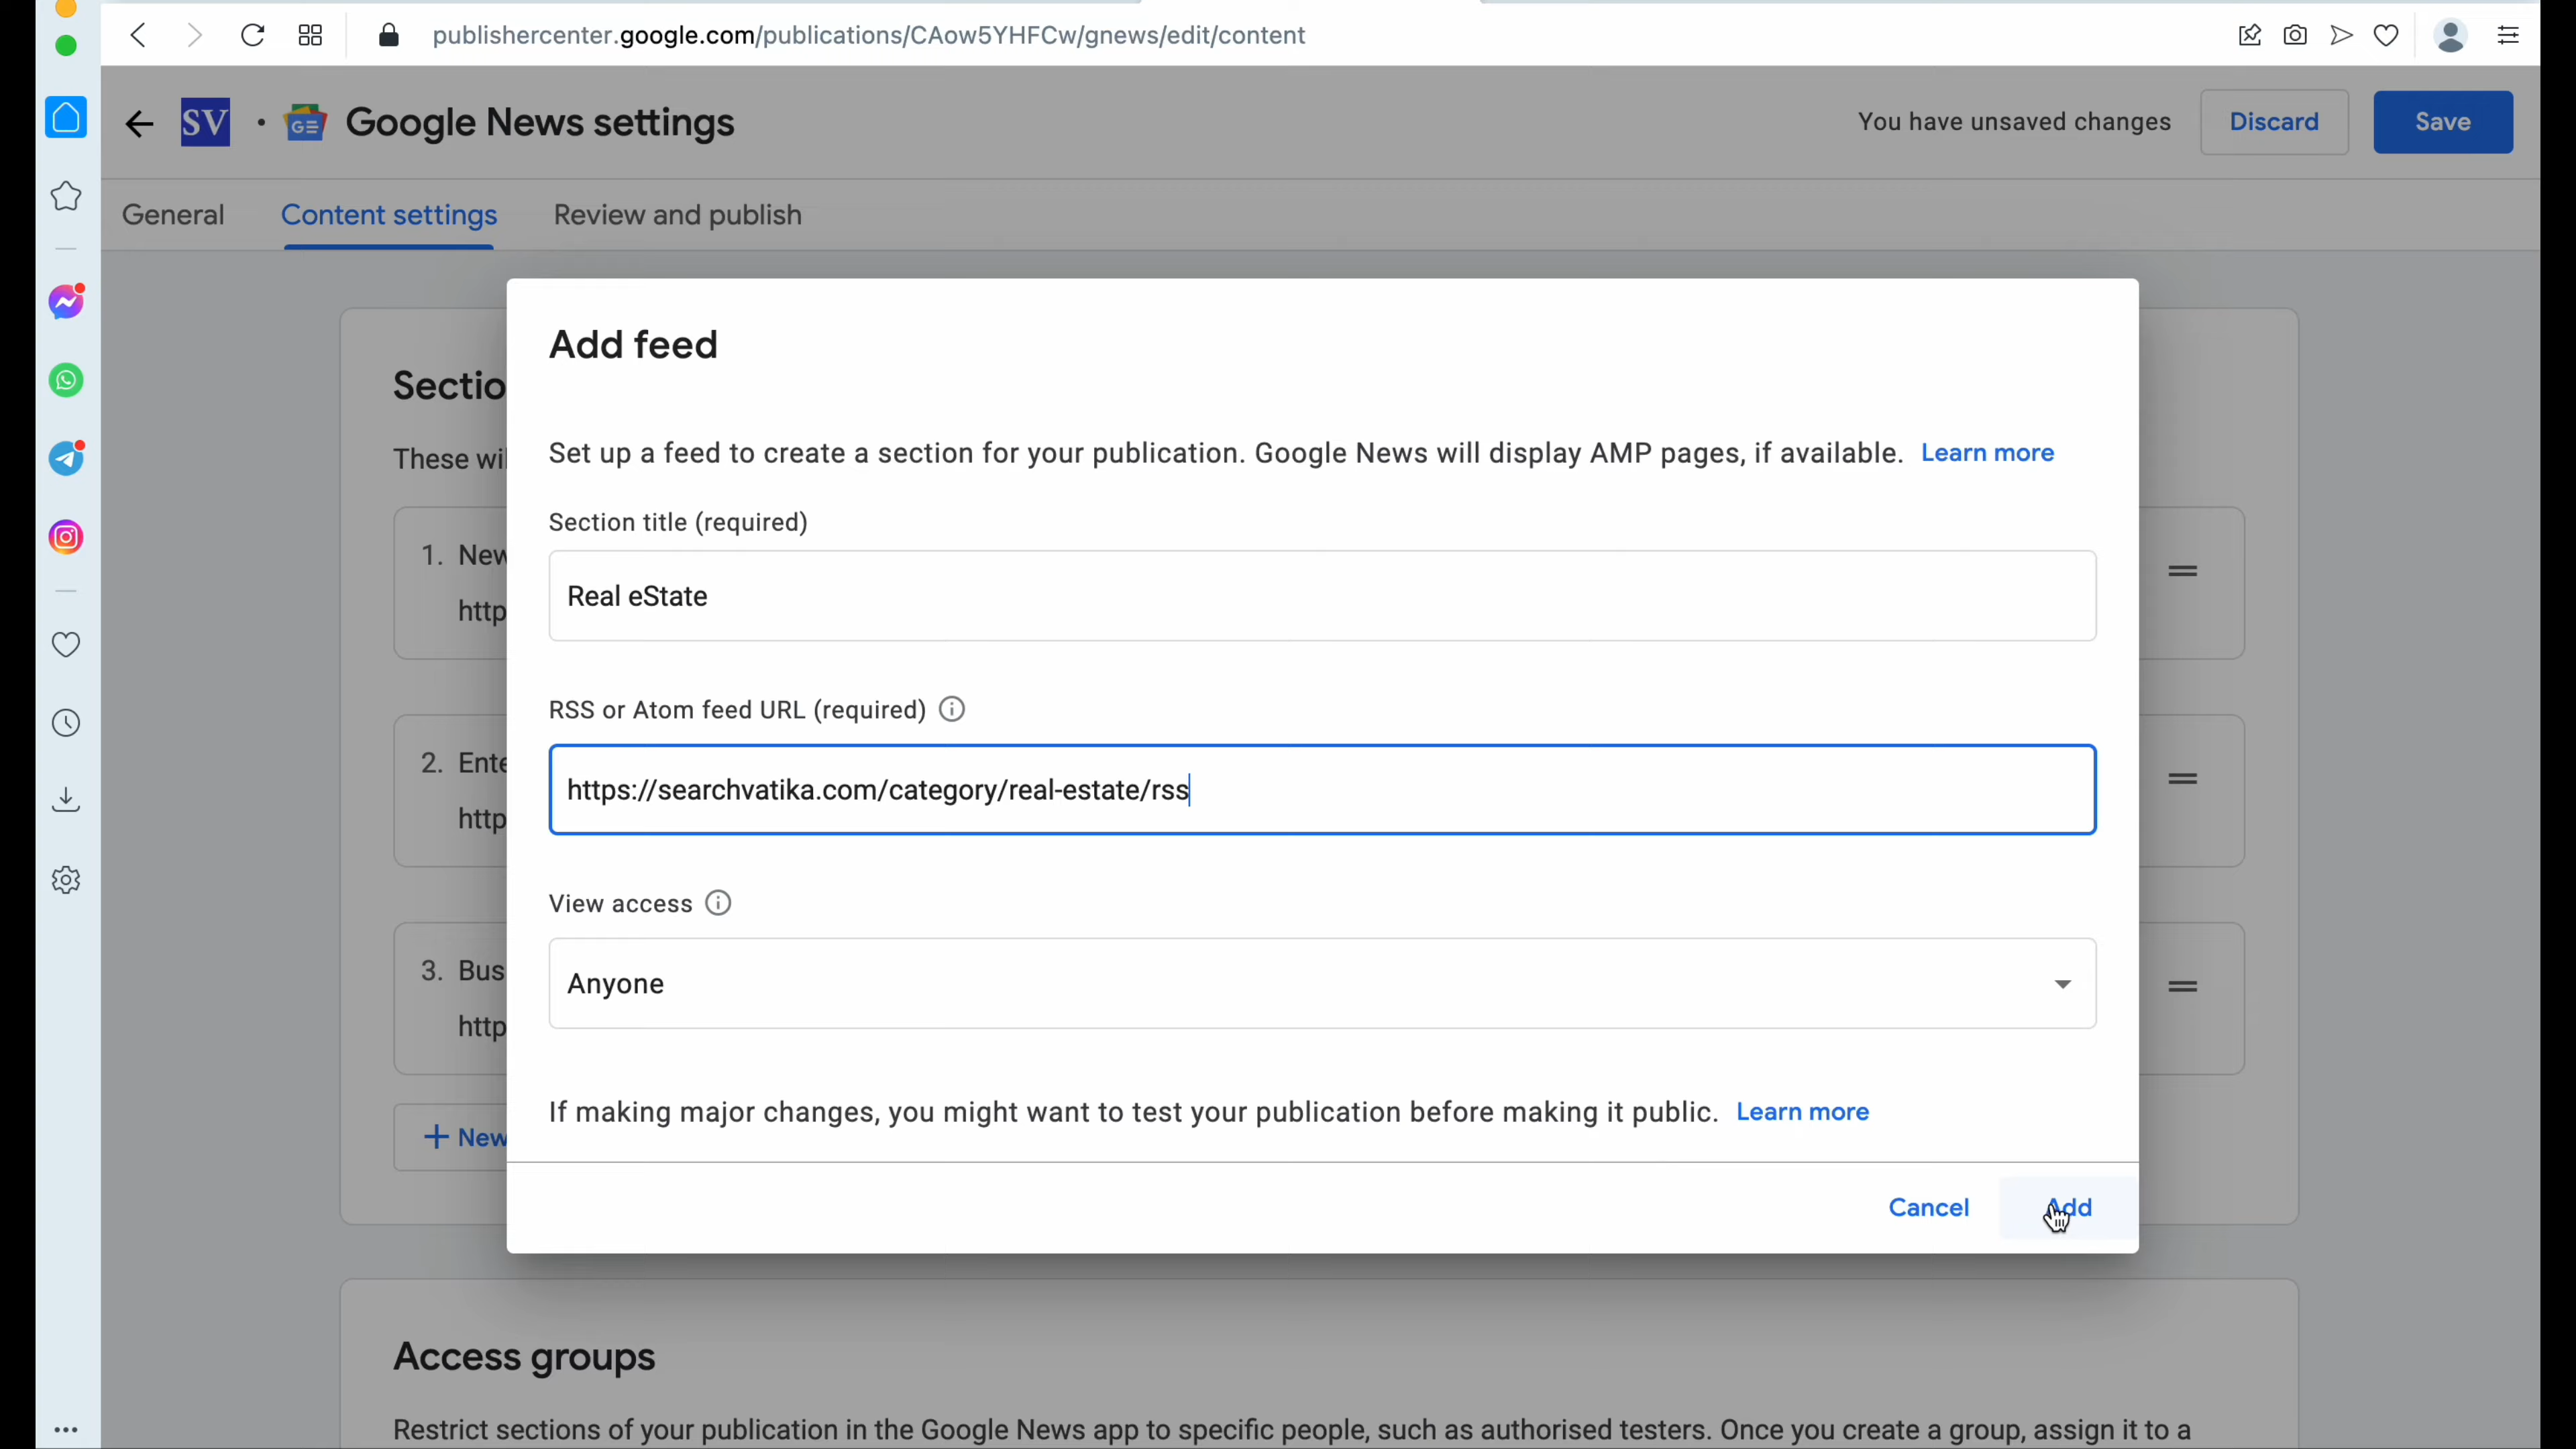 publishercenter.google.com/publications/CAow5YHFCw/gnews/edit/content
SV · GE Google News settings
You have unsaved changes
Discard
Save
General
Content settings
Review and publish
Sectio
These wil
1. New
http
2. Ente
http
3. Bus
http
+ New
Add feed
Set up a feed to create a section for your publication. Google News will display AMP pages, if available. Learn more
Section title (required)
Real eState
RSS or Atom feed URL (required)
https://searchvatika.com/category/real-estate/rss
View access
Anyone
If making major changes, you might want to test your publication before making it public. Learn more
Cancel
Add
Access groups
Restrict sections of your publication in the Google News app to specific people, such as authorised testers. Once you create a group, assign it to a